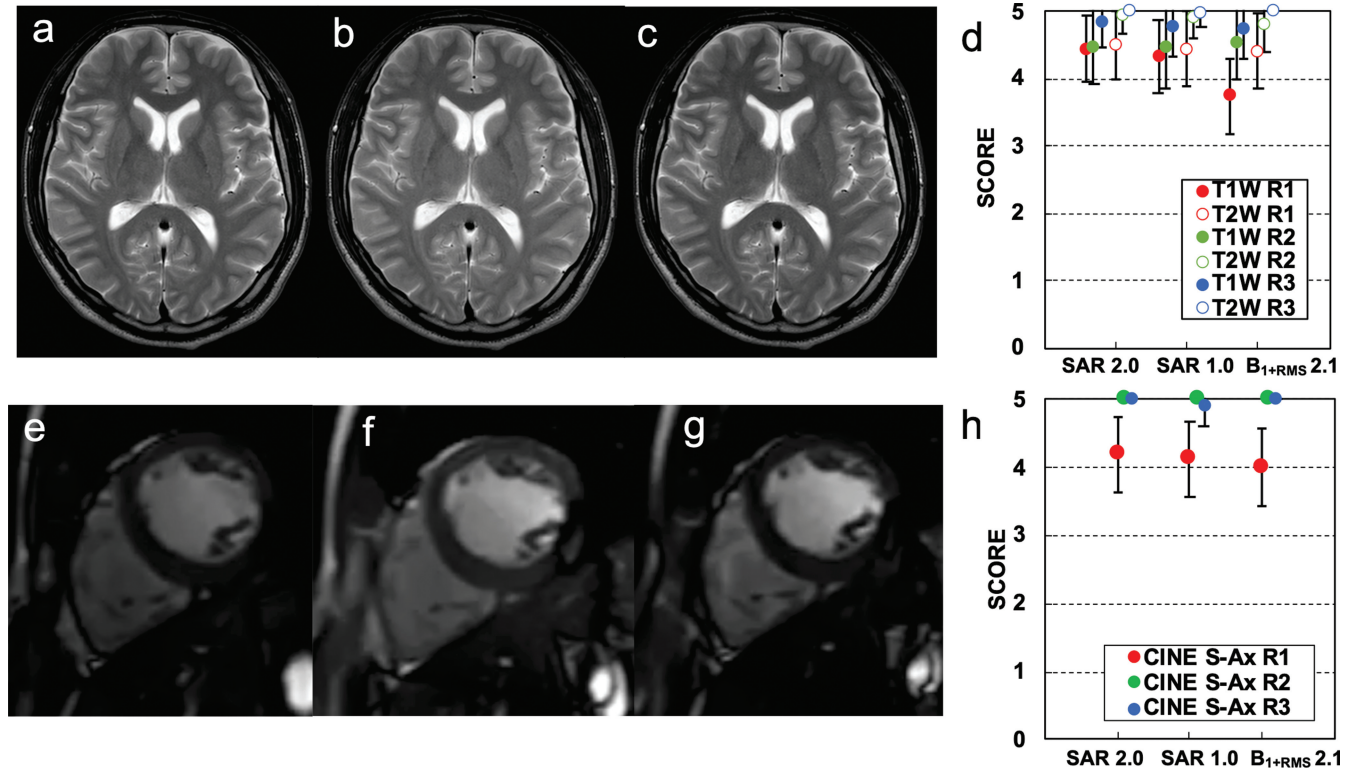 a
b
c
d
5
4
3
2
1
0
SCORE
T1W R1
T2W R1
T1W R2
T2W R2
T1W R3
T2W R3
SAR 2.0 SAR 1.0 B1+RMS 2.1
e
f
g
h
5
4
3
2
1
0
SCORE
CINE S-Ax R1
CINE S-Ax R2
CINE S-Ax R3
SAR 2.0 SAR 1.0 B1+RMS 2.1